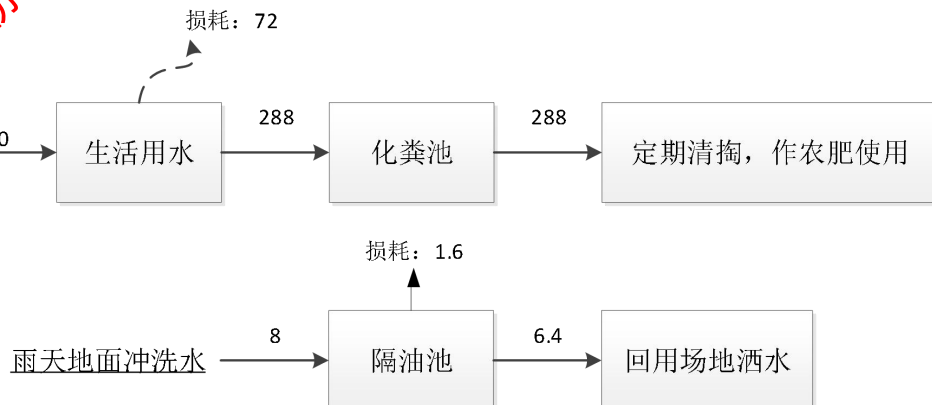 损耗：72
0
288
288
生活用水
化粪池
定期清掏，作农肥使用
损耗：1.6
8
6.4
雨天地面冲洗水
隔油池
回用场地洒水